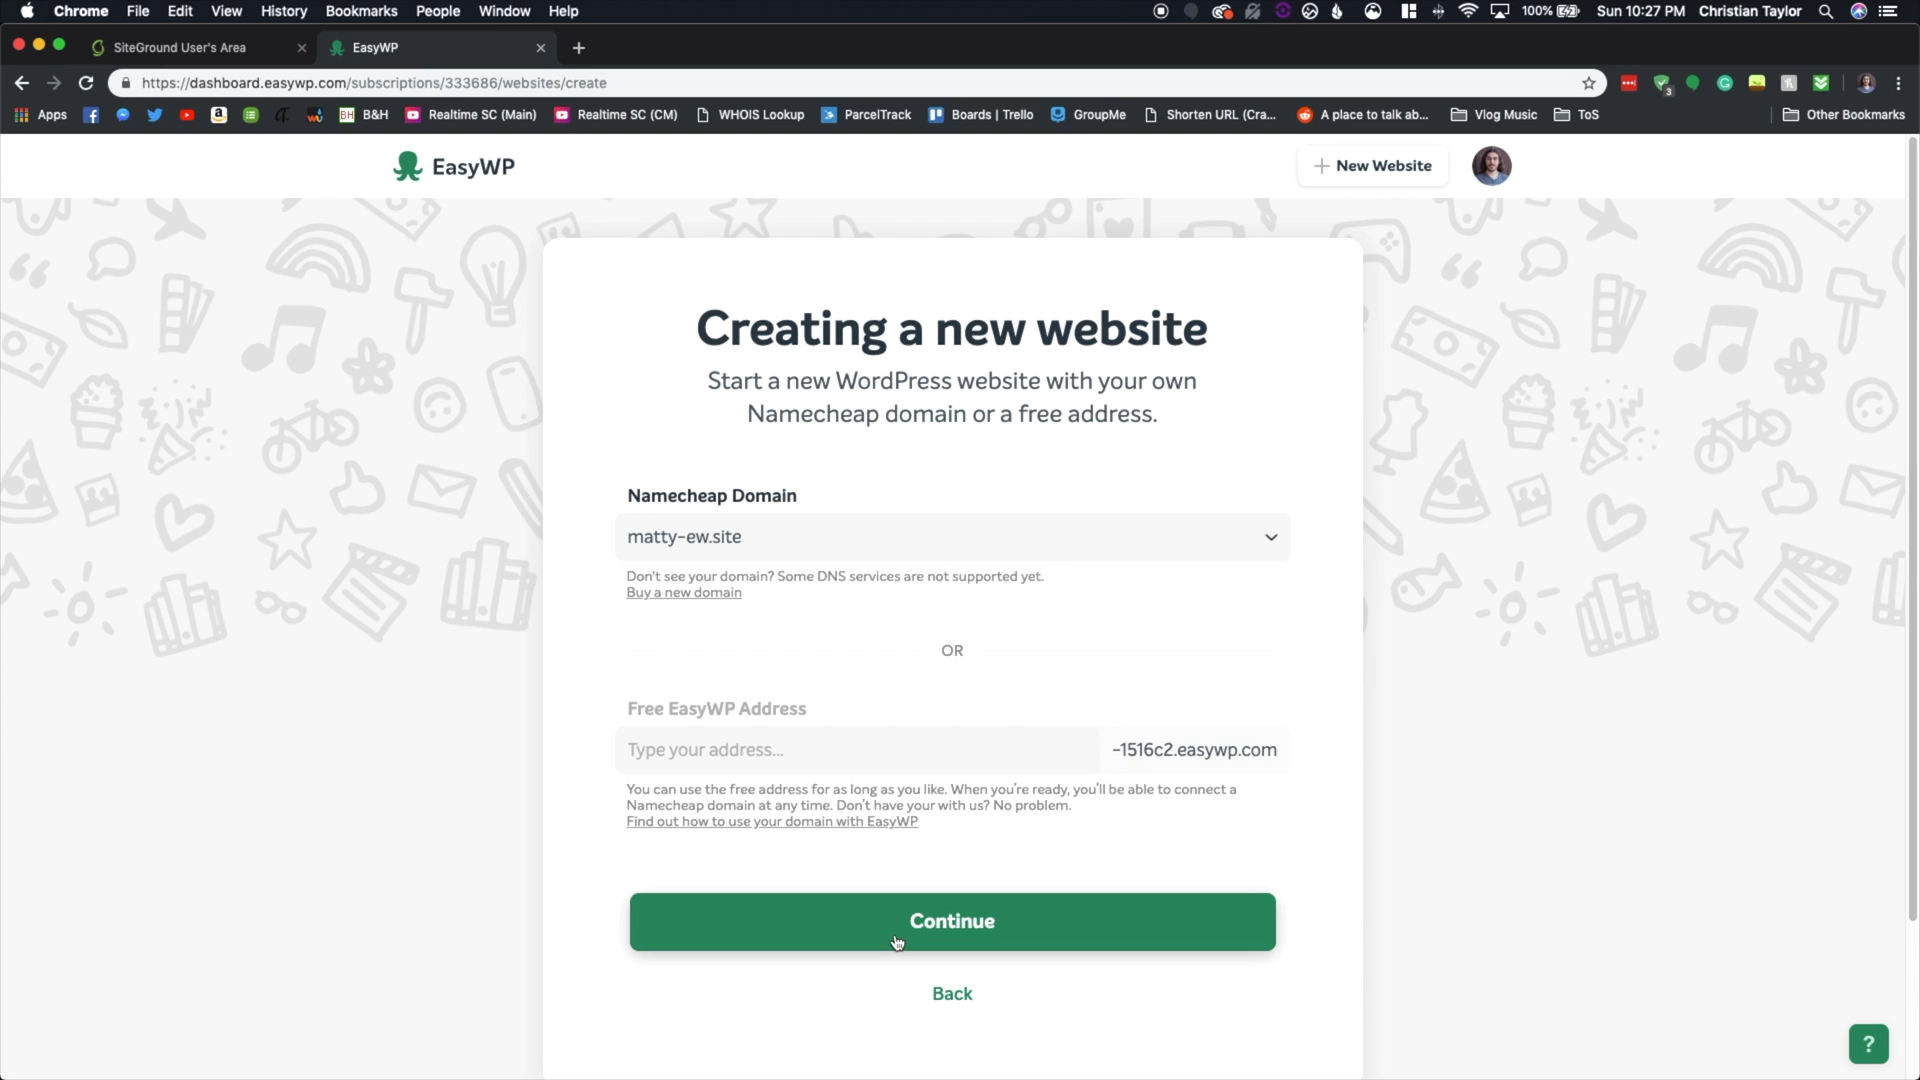 Chrome File Edit View History Bookmarks People Window Help 100% Sun 10:27 PM Christian Taylor
SiteGround User's Area EasyWP
https://dashboard.easywp.com/subscriptions/333686/websites/create
Apps B&H Realtime SC (Main) Realtime SC (CM) WHOIS Lookup ParcelTrack Boards | Trello GroupMe Shorten URL (Cra... A place to talk ab... Vlog Music ToS Other Bookmarks
EasyWP
New Website
Creating a new website
Start a new WordPress website with your own
Namecheap domain or a free address.
Namecheap Domain
matty-ew.site
Don't see your domain? Some DNS services are not supported yet.
Buy a new domain
OR
Free EasyWP Address
Type your address... -1516c2.easywp.com
You can use the free address for as long as you like. When you're ready, you'll be able to connect a
Namecheap domain at any time. Don't have your with us? No problem.
Find out how to use your domain with EasyWP
Continue
Back
?